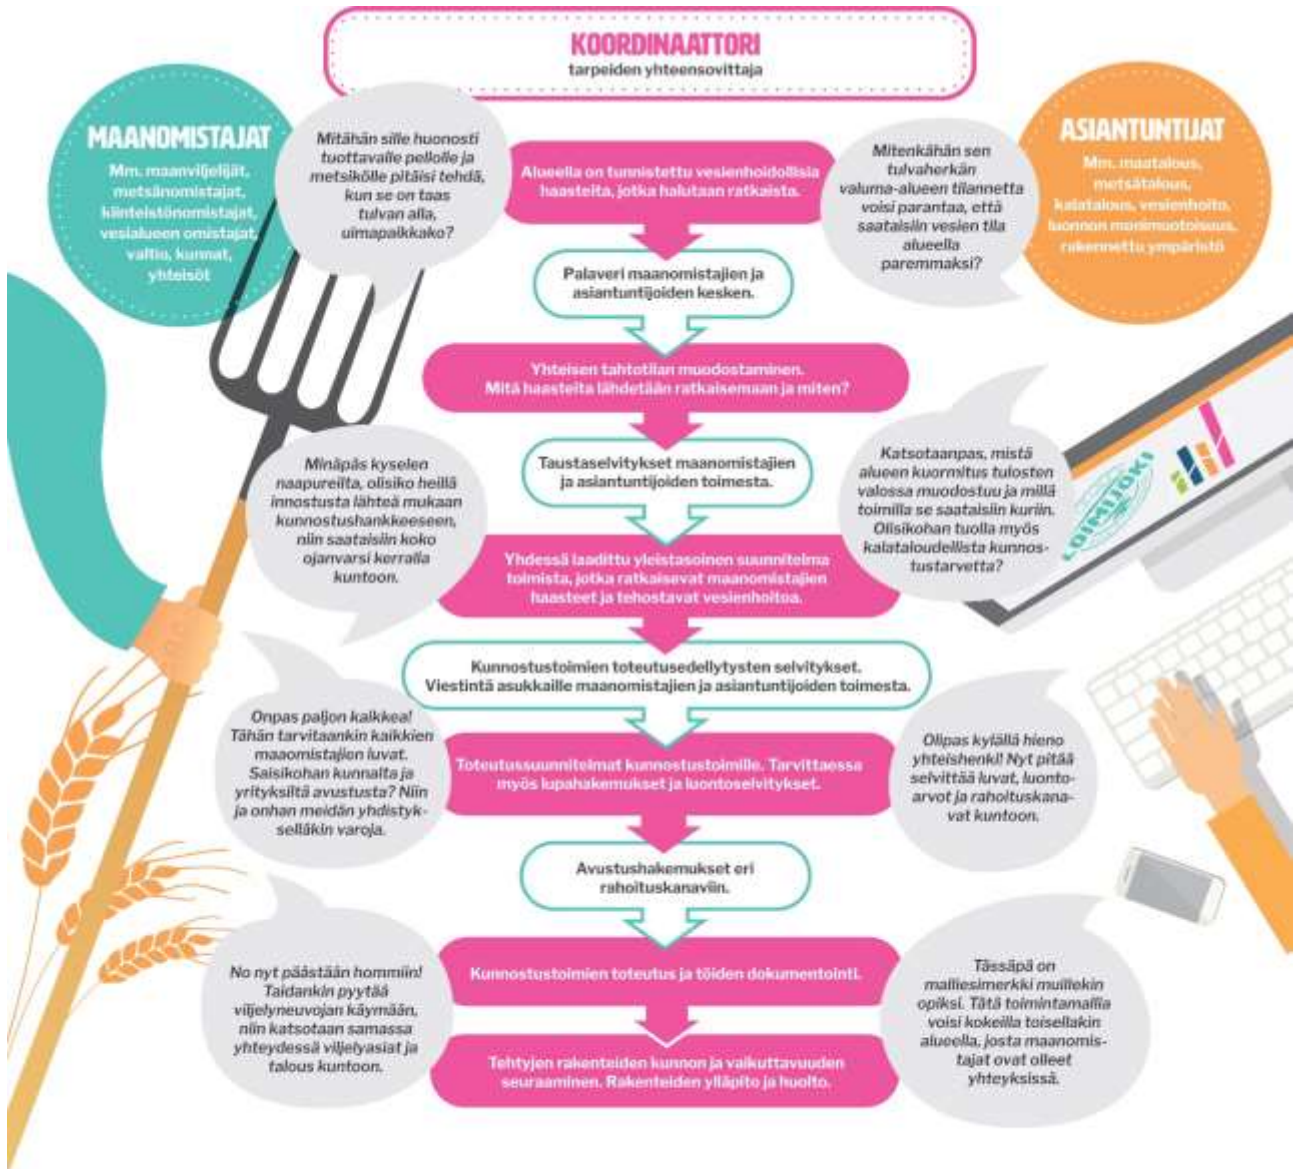 KOORDINAATTORI
tarpeiden yhteensovittaja
MAANOMISTAJAT
Mm. maanviljelijät,
metsänomistajat,
kiinteistönomistajat,
vesialueen omistajat,
valtio, kunnat,
yhteisöt
Mitähän sille huonosti
tuottavalle pellolle ja
metsikölle pitäisi tehdä,
kun se on taas
tulvan alla,
uimapaikkako?
Alueella on tunnistettu vesienhoidollisia
haasteita, jotka halutaan ratkaista.
Mitenkähän sen
tulvaherkän
valuma-alueen tilannetta
voisi parantaa, että
saataisiin vesien tila
alueella
paremmaksi?
ASIANTUNTIJAT
Mm. maatalous,
metsätalous,
kalatalous, vesienhoito,
luonnon monimuotoisuus,
rakennettu ympäristö
Palaveri maanomistajien ja
asiantuntijoiden kesken.
Yhteisen tahtotilan muodostaminen.
Mitä haasteita lähdetään ratkaisemaan ja miten?
Minäpäs kyselen
naapureilta, olisiko heillä
innostusta lähteä mukaan
kunnostushankkeeseen,
niin saataisiin koko
ojanvarsi kerralla
kuntoon.
Taustaselvitykset maanomistajien
ja asiantuntijoiden toimesta.
Katsotaanpas, mistä
alueen kuormitus tulosten
valossa muodostuu ja millä
toimilla se saataisiin kuriin.
Olisikohan tuolla myös
kalataloudellista kunnos-
tustarvetta?
LOIMIJOKI
Yhdessä laadittu yleistasoinen suunnitelma
toimista, jotka ratkaisevat maanomistajien
haasteet ja tehostavat vesienhoitoa.
Kunnostustoimien toteutusedellytysten selvitykset.
Viestintä asukkaille maanomistajien ja asiantuntijoiden toimesta.
Onpas paljon kaikkea!
Tähän tarvitaankin kaikkien
maaomistajien luvat.
Saisikohan kunnalta ja
yrityksiltä avustusta? Niin
ja onhan meidän yhdistyk-
selläkin varoja.
Toteutussuunnitelmat kunnostustoimille. Tarvittaessa
myös lupahakemukset ja luontoselvitykset.
Olipas kylällä hieno
yhteishenki! Nyt pitää
selvittää luvat, luonto-
arvot ja rahoituskana-
vat kuntoon.
Avustushakemukset eri
rahoituskanaviin.
No nyt päästään hommiin!
Taidankin pyytää
viljelyneuvojan käymään,
niin katsotaan samassa
yhteydessä viljelyasiat ja
talous kuntoon.
Kunnostustoimien toteutus ja töiden dokumentointi.
Tässäpä on
malliesimerkki muillekin
opiksi. Tätä toimintamallia
voisi kokeilla toisellakin
alueella, josta maanomis-
tajat ovat olleet
yhteyksissä.
Tehtyjen rakenteiden kunnon ja vaikuttavuuden
seuraaminen. Rakenteiden ylläpito ja huolto.